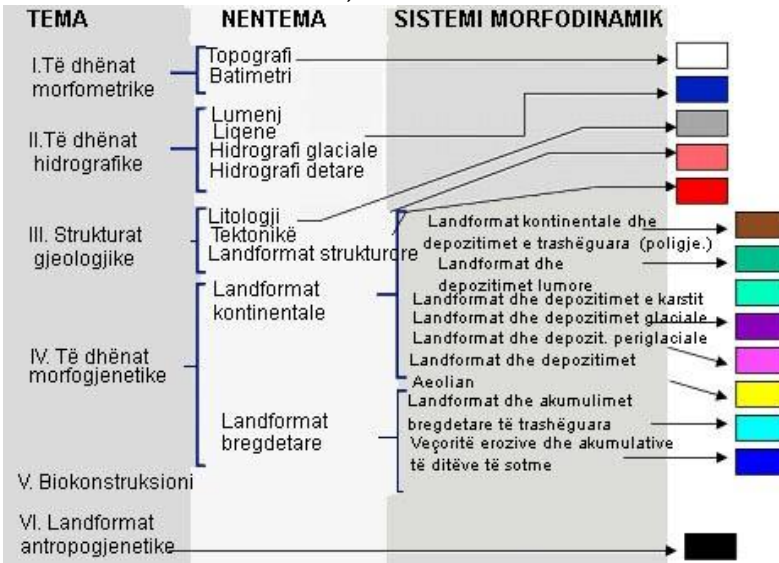 TEMA
NENTEMA
SISTEMI MORFODINAMIK
I.Të dhënat
morfometrike
Topografi
Batimetri
II.Të dhënat
hidrografike
Lumenj
Liqene
Hidrografi glaciale
Hidrografi detare
III. Strukturat
gjeologjike
Litologji
Tektonikë
Landformat strukturore
IV. Të dhënat
morfogjenetike
Landformat
kontinentale
Landformat kontinentale dhe
depozitimet e trashëguara (poligje.)
Landformat dhe
depozitimet lumore
Landformat dhe depozitimet e karstit
Landformat dhe depozitimet glaciale
Landformat dhe depozit. periglaciale
Landformat dhe depozitimet
Aeolian
Landformat
bregdetare
Landformat dhe akumulimet
bregdetare të trashëguara
Veçoritë erozive dhe akumulative
të ditëve të sotme
V. Biokonstruksioni
VI. Landformat
antropogjenetike